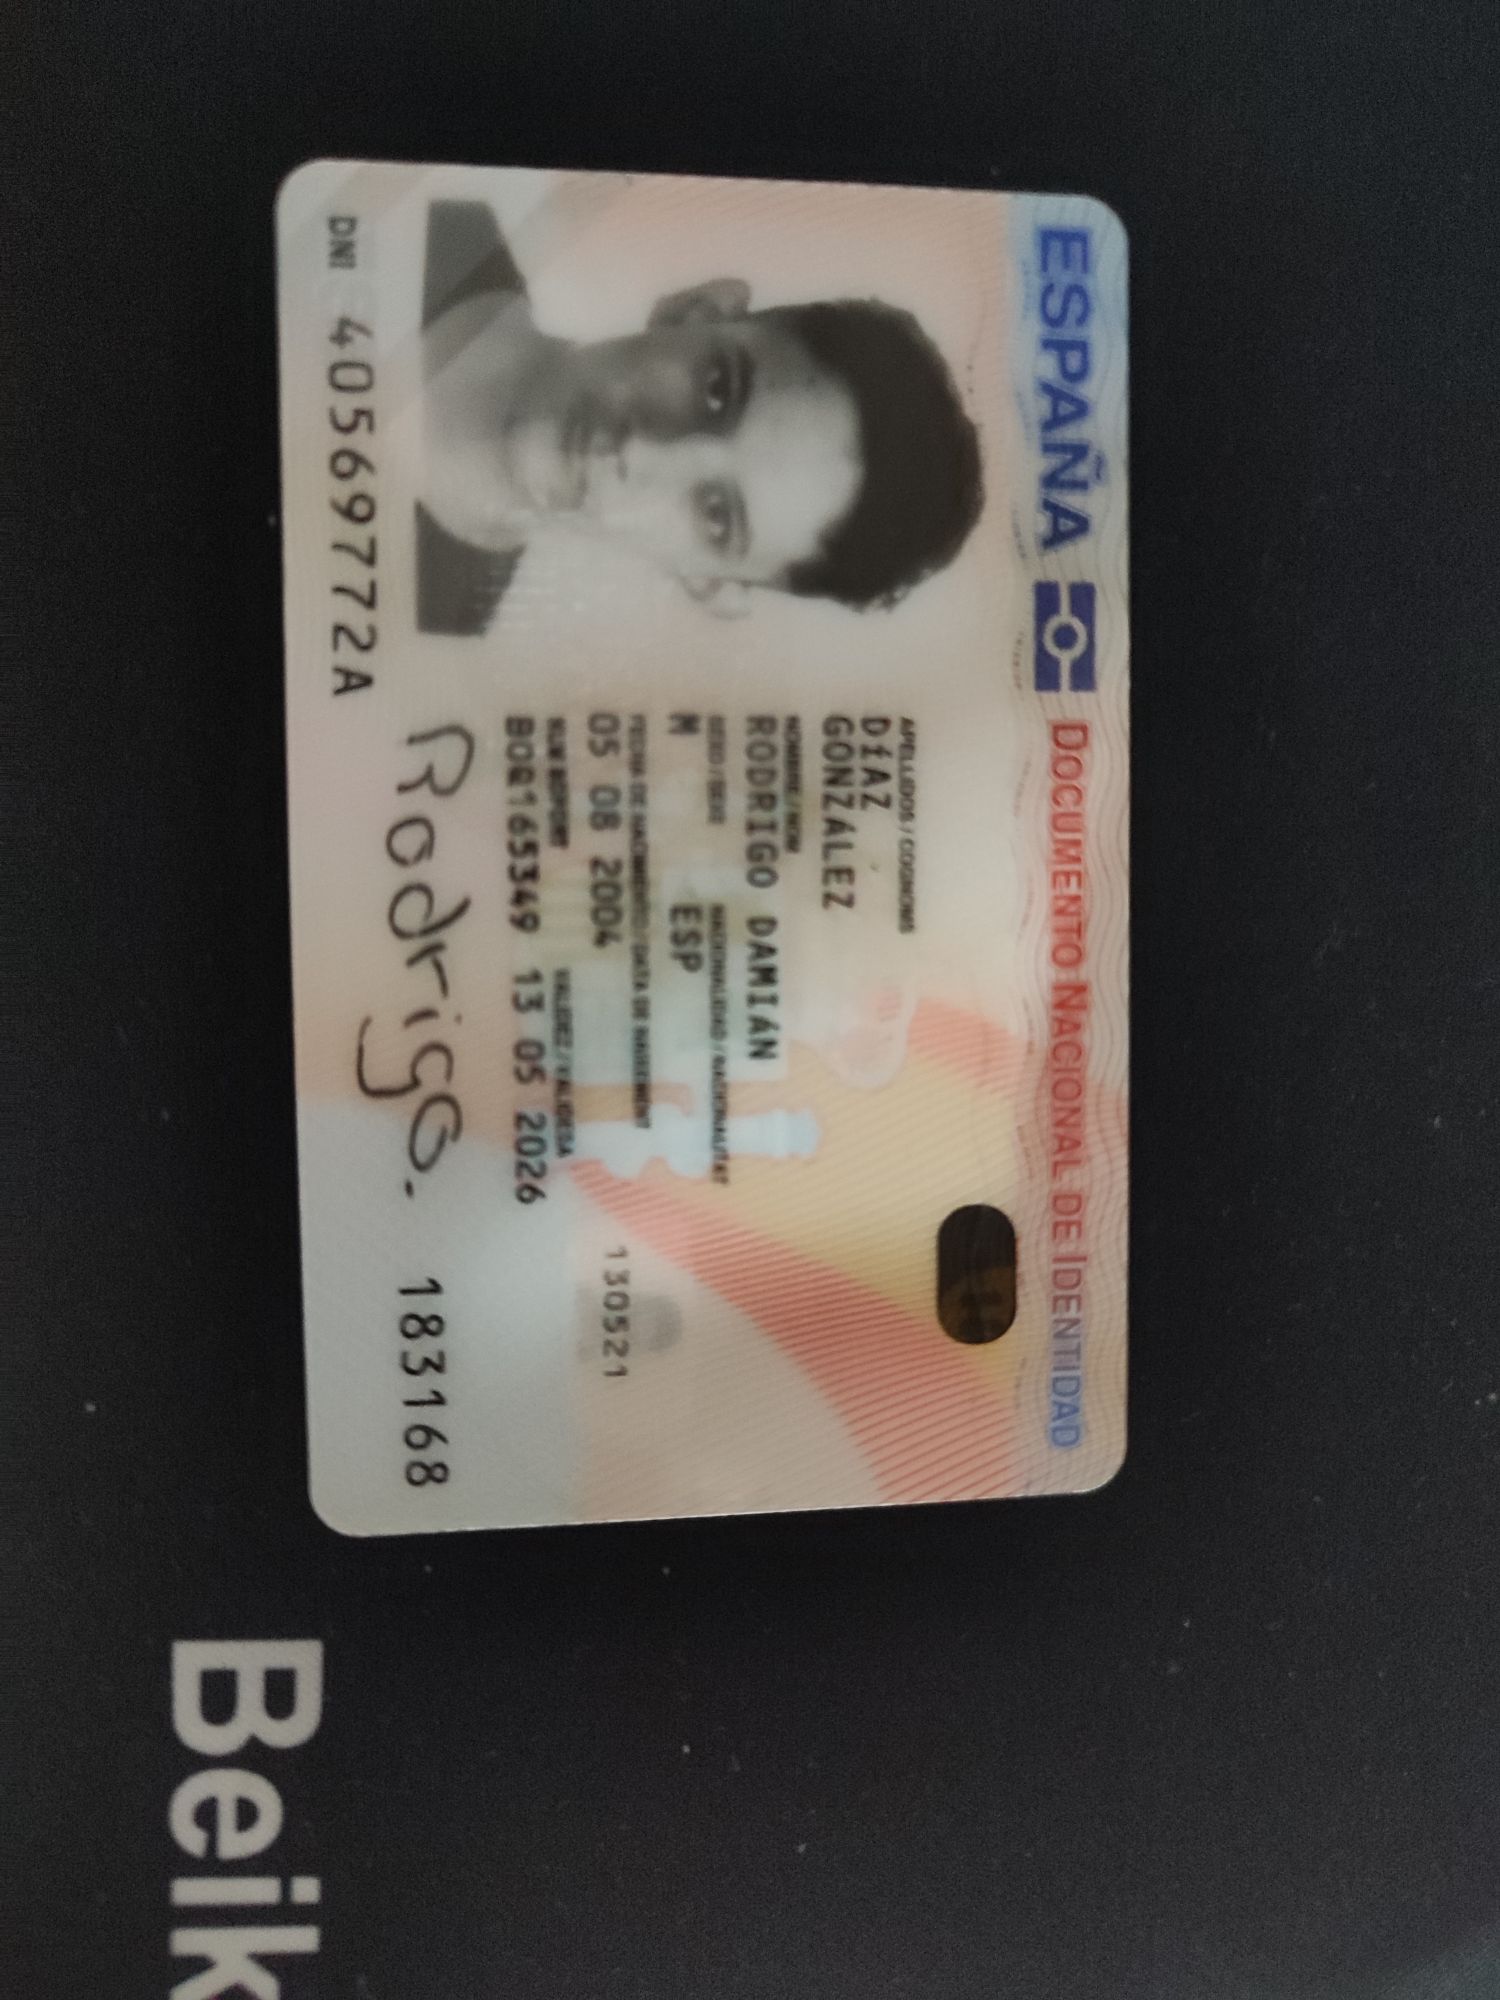 ESPAÑA DOCUMENTO NACIONAL DE IDENTIDAD
APELLIDOS / COGNOMS
DÍAZ
GONZÁLEZ
NOMBRE / NOM
RODRIGO DAMIÁN
SEXO / SEXE NACIONALIDAD / NACIONALITAT
M ESP
FECHA DE NACIMIENTO / DATA DE NAIXEMENT
05 08 2004
NUM SOPORT VALIDEZ / VALIDESA
13 05 2026
130521
Rodrigo.
183168
DNI 40569772A
Beik